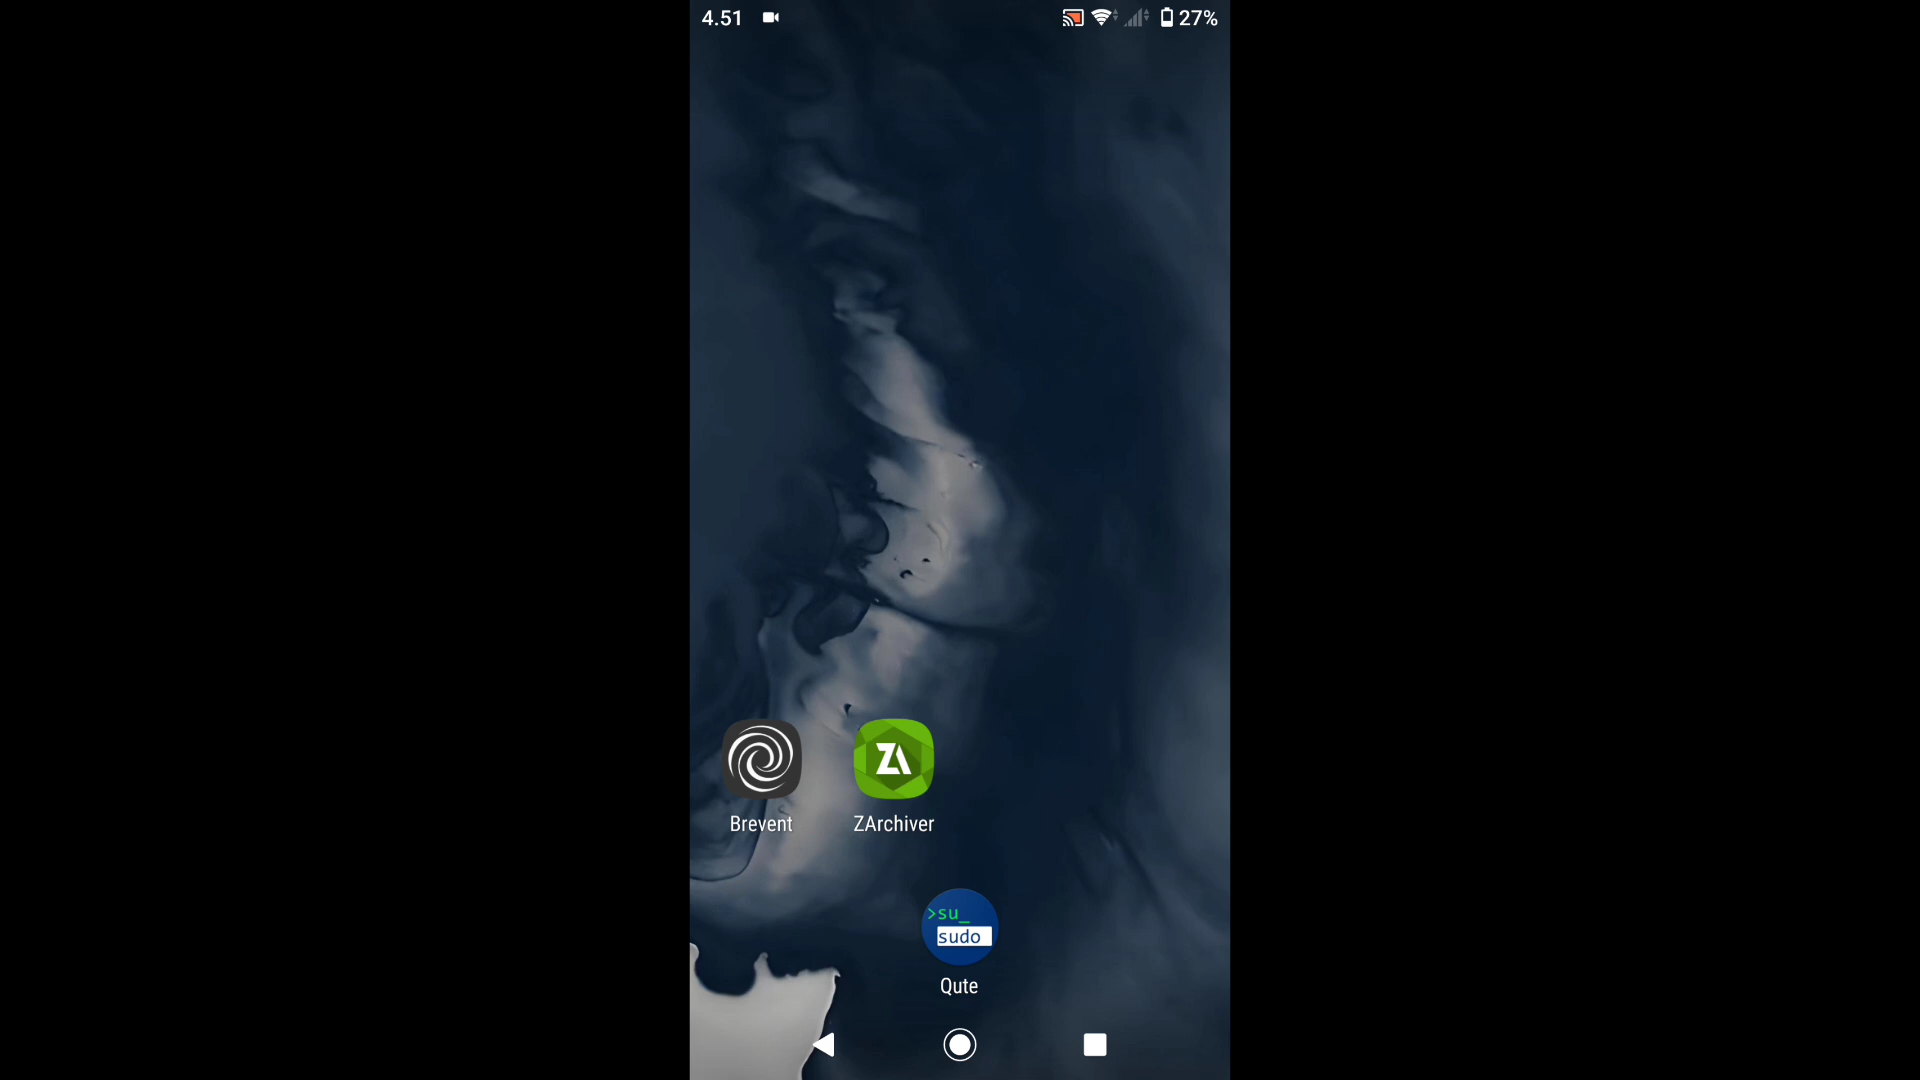 4.51
27%
ZA
Brevent
ZArchiver
>su_
sudo
Qute